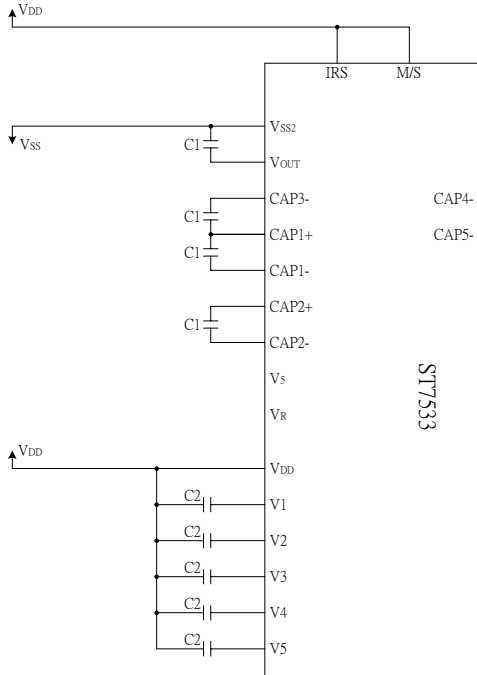 VDD
IRS M/S
VSS
C1 VSS2
VOUT
C1 CAP3- CAP4-
CAP1+ CAP5-
C1 CAP1-
C1 CAP2+
CAP2-
V5
ST7533
VR
VDD
VDD
C2 V1
C2 V2
C2 V3
C2 V4
C2 V5